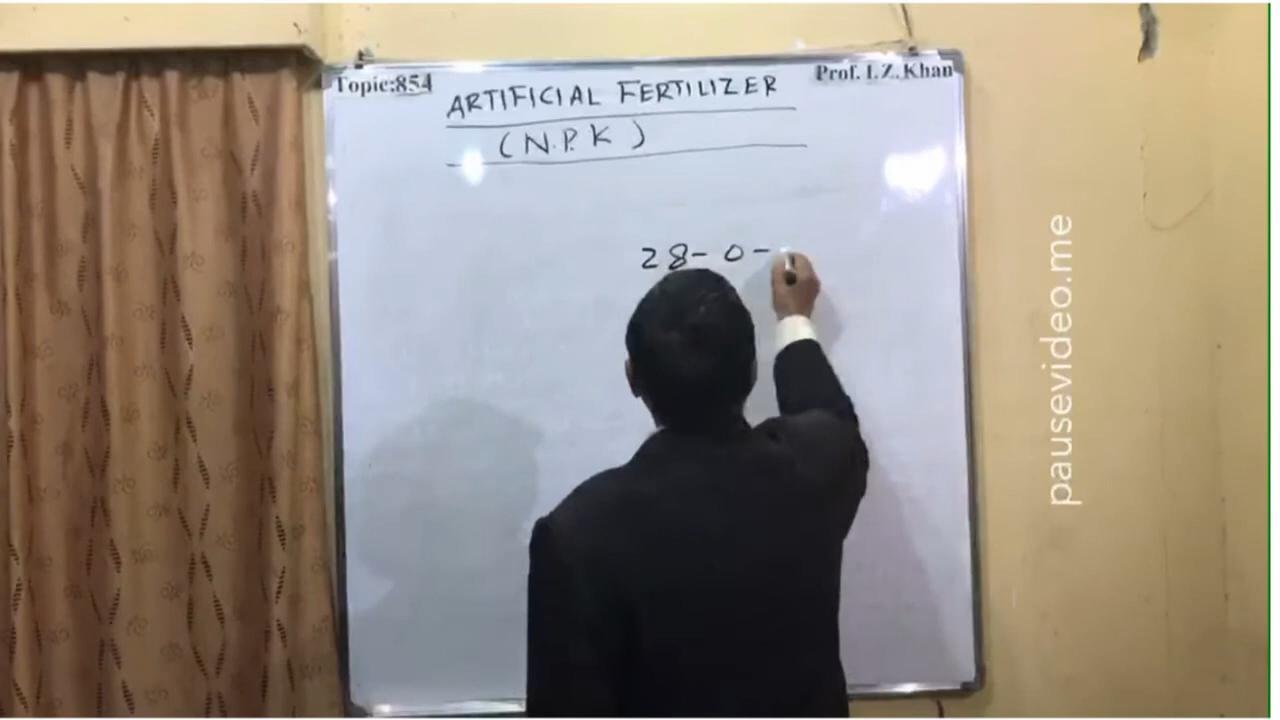 Topic:854
Prof. I. Z. Khan
ARTIFICIAL FERTILIZER
(N.P.K)
28-0-
pausevideo.me